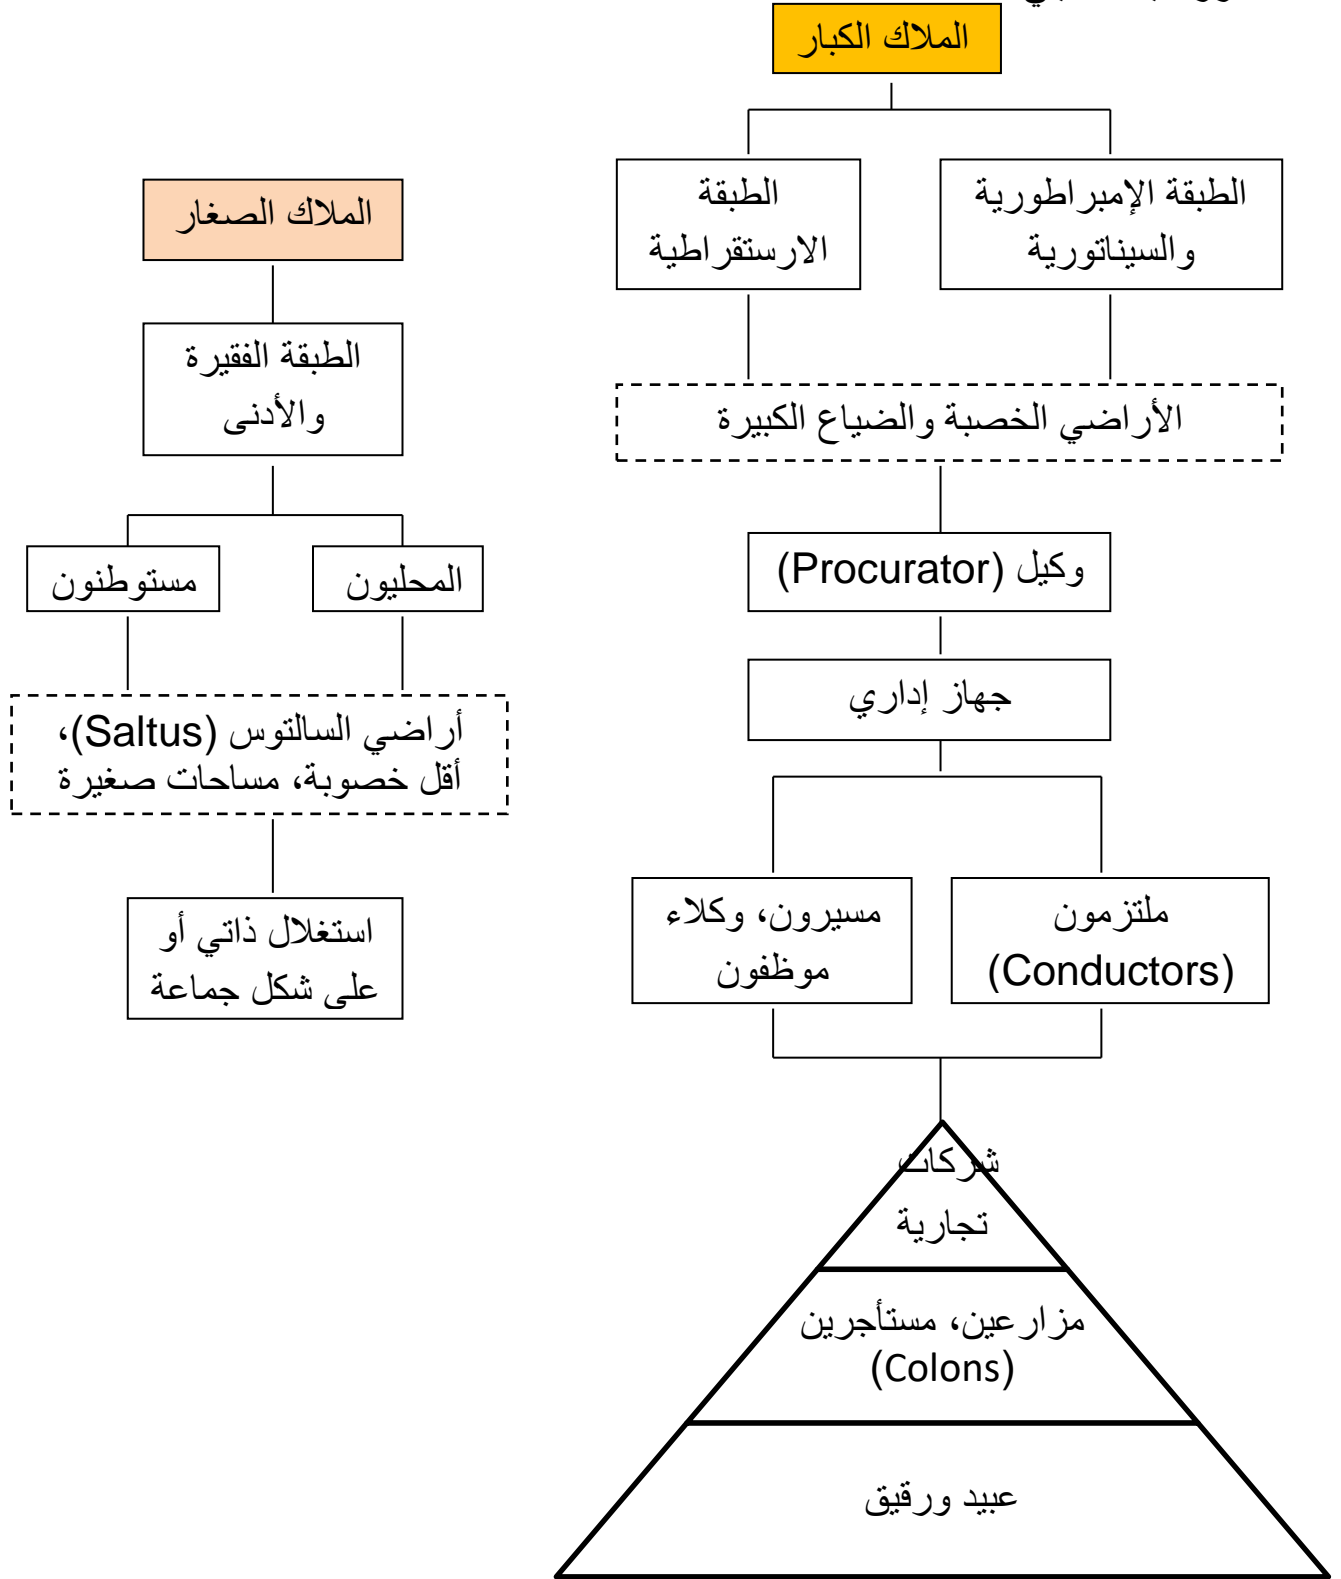 الملاك الكبار
الطبقة الإمبراطورية
والسيناتورية
الطبقة
الارستقراطية
الأراضي الخصبة والضياع الكبيرة
وكيل (Procurator)
جهاز إداري
ملتزمون
(Conductors)
مسيرون، وكلاء
موظفون
شركات
تجارية
مزارعين، مستأجرين
(Colons)
عبيد ورقيق
الملاك الصغار
الطبقة الفقيرة
والأدنى
المحليون
مستوطنون
أراضي السالتوس (Saltus)،
أقل خصوبة، مساحات صغيرة
استغلال ذاتي أو
على شكل جماعة